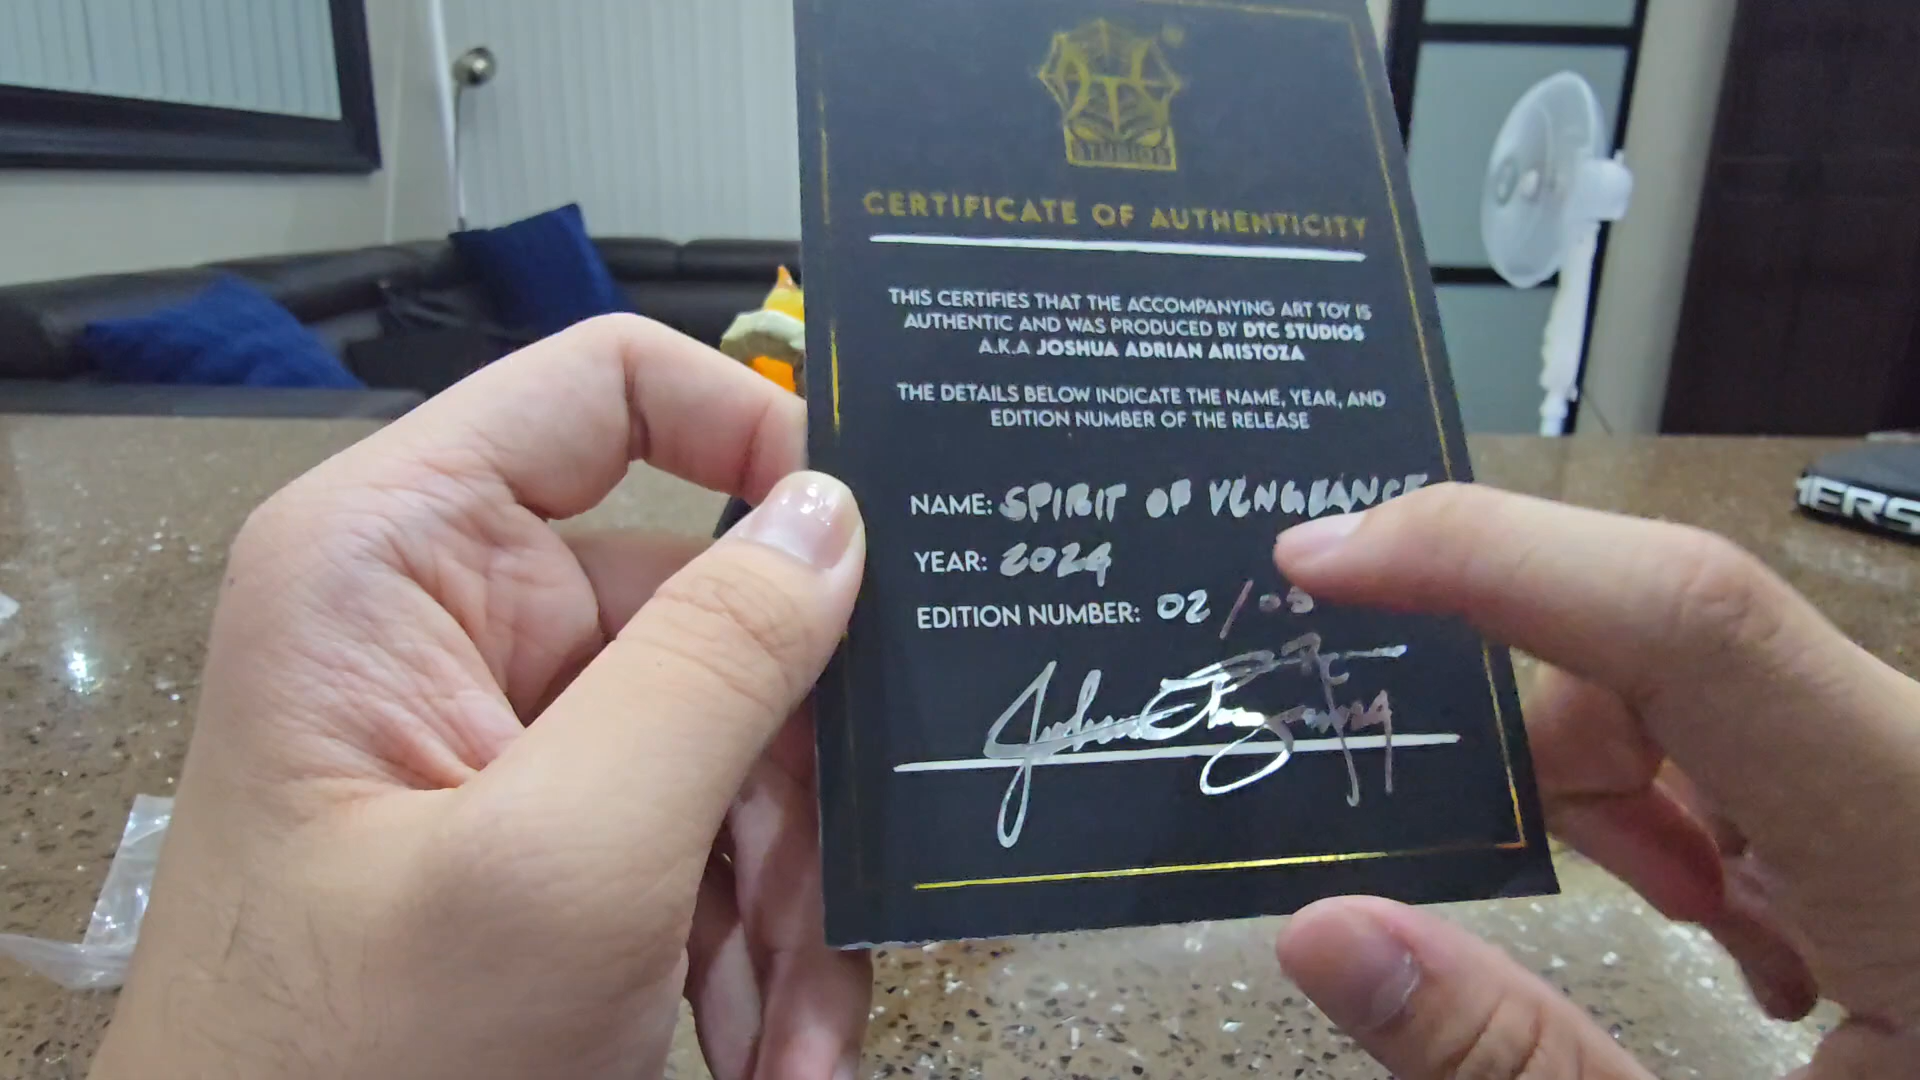 DTC
STUDIOS
CERTIFICATE OF AUTHENTICITY
THIS CERTIFIES THAT THE ACCOMPANYING ART TOY IS
AUTHENTIC AND WAS PRODUCED BY DTC STUDIOS
A.K.A JOSHUA ADRIAN ARISTOZA
THE DETAILS BELOW INDICATE THE NAME, YEAR, AND
EDITION NUMBER OF THE RELEASE
NAME: SPIRIT OF VENGEANCE
YEAR: 2024
EDITION NUMBER: 02 /